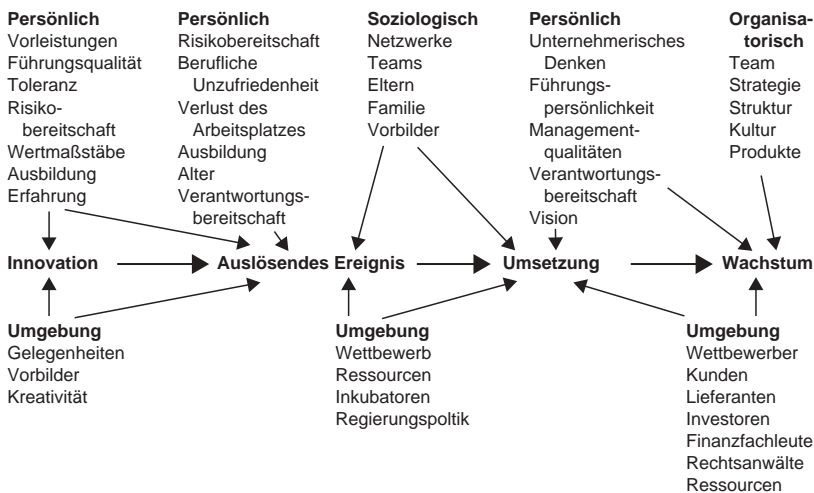 Persönlich
Vorleistungen
Führungsqualität
Toleranz
Risiko-
bereitschaft
Wertmaßstäbe
Ausbildung
Erfahrung
Persönlich
Risikobereitschaft
Berufliche
Unzufriedenheit
Verlust des
Arbeitsplatzes
Ausbildung
Alter
Verantwortungs-
bereitschaft
Soziologisch
Netzwerke
Teams
Eltern
Familie
Vorbilder
Persönlich
Unternehmerisches
Denken
Führungs-
persönlichkeit
Management-
qualitäten
Verantwortungs-
bereitschaft
Vision
Organisa-
torisch
Team
Strategie
Struktur
Kultur
Produkte
Innovation
Auslösendes Ereignis
Umsetzung
Wachstum
Umgebung
Gelegenheiten
Vorbilder
Kreativität
Umgebung
Wettbewerb
Ressourcen
Inkubatoren
Regierungspoltik
Umgebung
Wettbewerber
Kunden
Lieferanten
Investoren
Finanzfachleute
Rechtsanwälte
Ressourcen